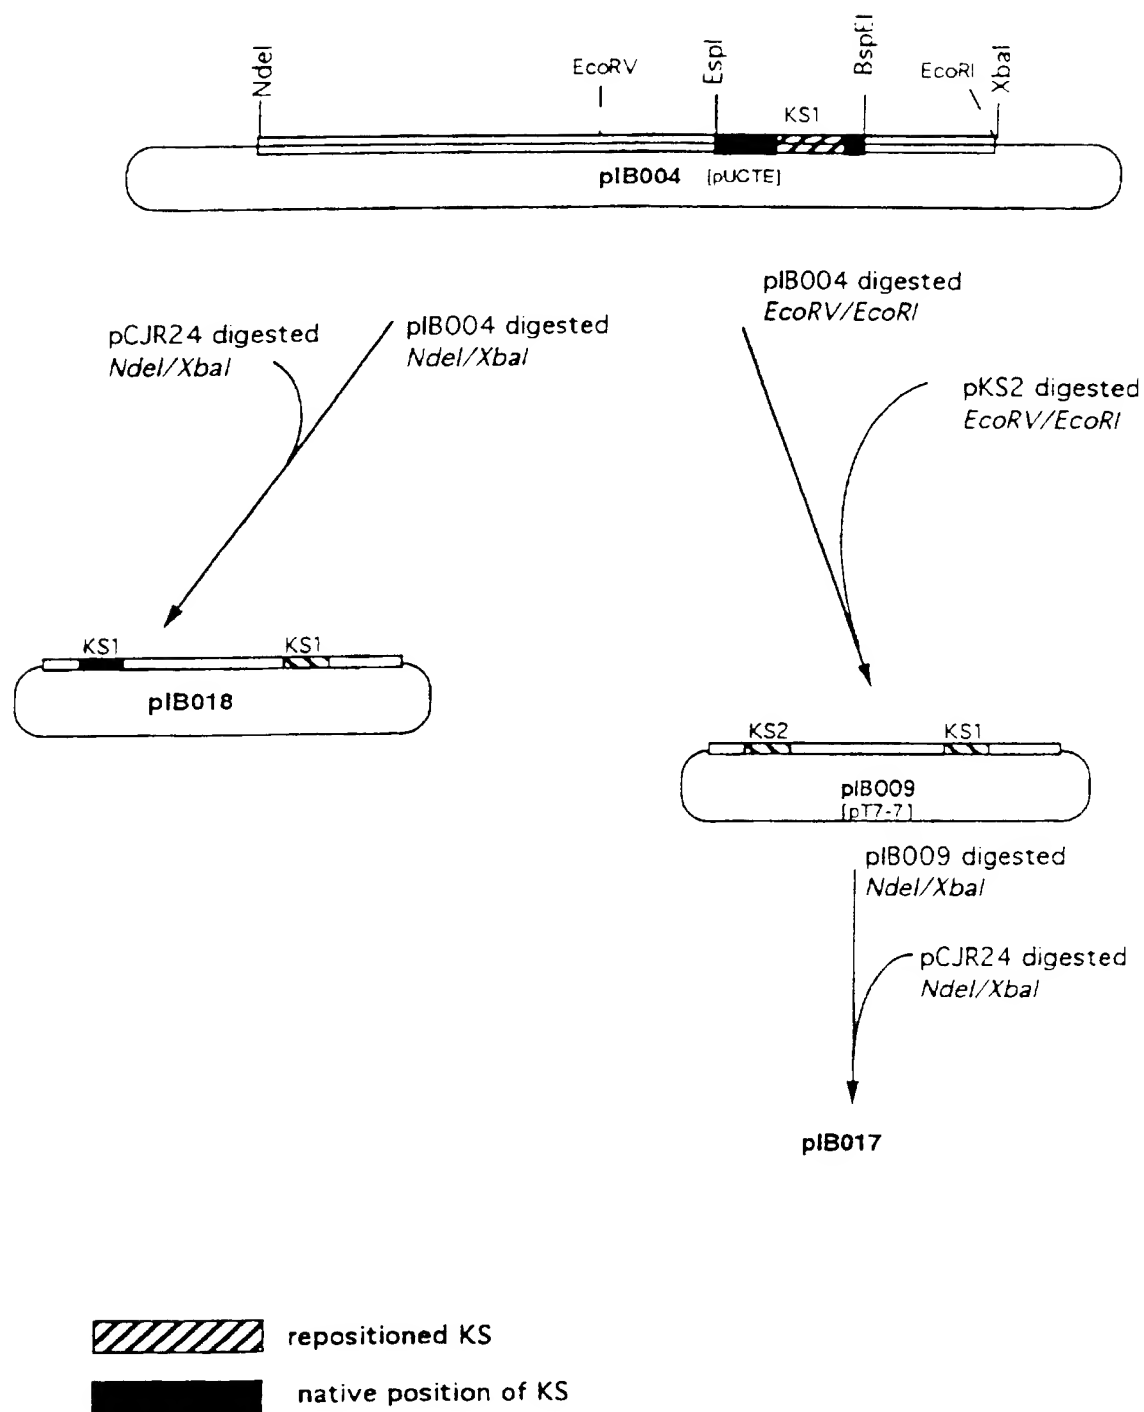 NdeI
EcoRV
EspI
BspEI
EcoRI
XbaI
KS1
pIB004 [pUCTE]
pIB004 digested
EcoRV/EcoRI
pCJR24 digested
NdeI/XbaI
pIB004 digested
NdeI/XbaI
pKS2 digested
EcoRV/EcoRI
KS1
KS1
pIB018
KS2
KS1
pIB009
[pT7-7]
pIB009 digested
NdeI/XbaI
pCJR24 digested
NdeI/XbaI
pIB017
repositioned KS
native position of KS